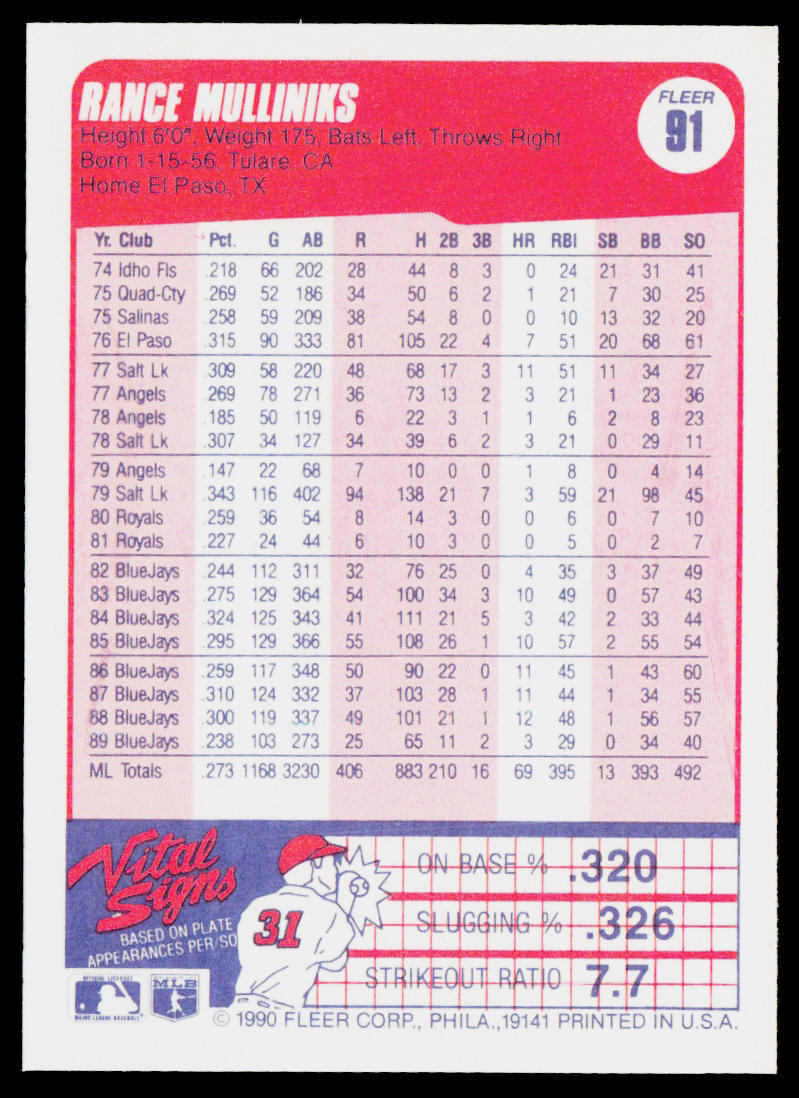 RANCE MULLINIKS
FLEER
91
Height 6'0", Weight 175, Bats Left, Throws Right
Born 1-15-56, Tulare, CA
Home El Paso, TX
Yr. Club Pct. G AB R H 2B 3B HR RBI SB BB SO
74 Idho Fls .218 66 202 28 44 8 3 0 24 21 31 41
75 Quad-Cty .269 52 186 34 50 6 2 1 21 7 30 25
75 Salinas .258 59 209 38 54 8 0 0 10 13 32 20
76 El Paso .315 90 333 81 105 22 4 7 51 20 68 61
77 Salt Lk .309 58 220 48 68 17 3 11 51 11 34 27
77 Angels .269 78 271 36 73 13 2 3 21 1 23 36
78 Angels .185 50 119 6 22 3 1 1 6 2 8 23
78 Salt Lk .307 34 127 34 39 6 2 3 21 0 29 11
79 Angels .147 22 68 7 10 0 0 1 8 0 4 14
79 Salt Lk .343 116 402 94 138 21 7 3 59 21 98 45
80 Royals .259 36 54 8 14 3 0 0 6 0 7 10
81 Royals .227 24 44 6 10 3 0 0 5 0 2 7
82 BlueJays .244 112 311 32 76 25 0 4 35 3 37 49
83 BlueJays .275 129 364 54 100 34 3 10 49 0 57 43
84 BlueJays .324 125 343 41 111 21 5 3 42 2 33 44
85 BlueJays .295 129 366 55 108 26 1 10 57 2 55 54
86 BlueJays .259 117 348 50 90 22 0 11 45 1 43 60
87 BlueJays .310 124 332 37 103 28 1 11 44 1 34 55
88 BlueJays .300 119 337 49 101 21 1 12 48 1 56 57
89 BlueJays .238 103 273 25 65 11 2 3 29 0 34 40
ML Totals .273 1168 3230 406 883 210 16 69 395 13 393 492
Vital
Signs
BASED ON PLATE
APPEARANCES PER/SO
31
ON BASE % .320
SLUGGING % .326
STRIKEOUT RATIO 7.7
OFFICIAL LICENSEE
MAJOR LEAGUE BASEBALL
MLB
© 1990 FLEER CORP., PHILA.,19141 PRINTED IN U.S.A.